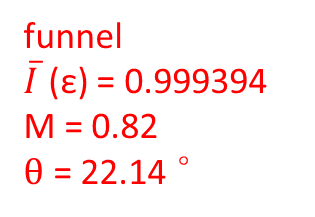 funnel
Ī (ε) = 0.999394
M = 0.82
θ = 22.14 °